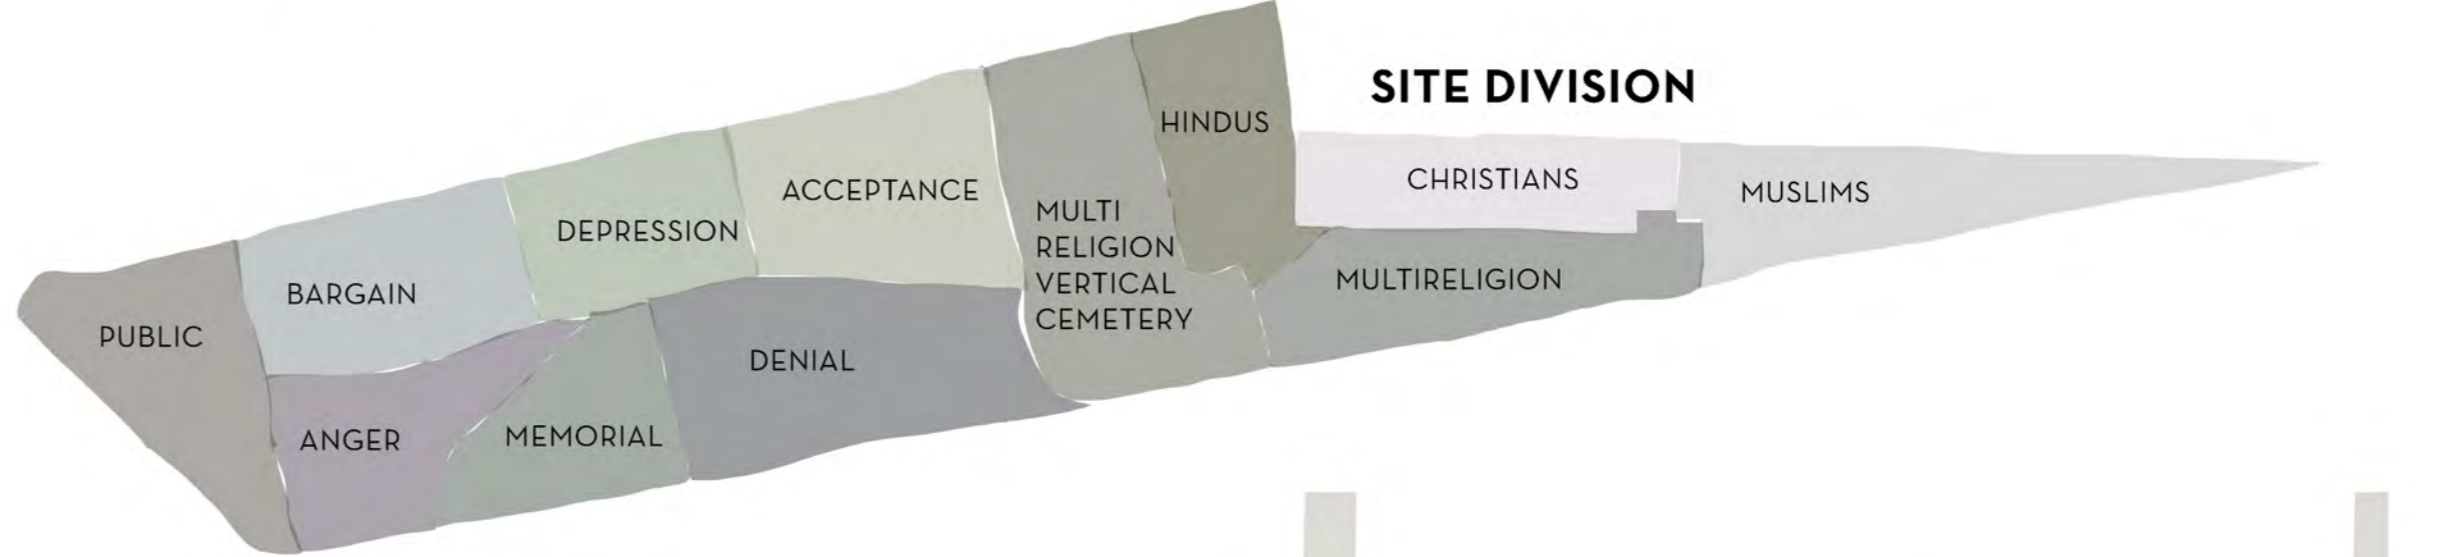 SITE DIVISION
HINDUS
CHRISTIANS
MUSLIMS
ACCEPTANCE
DEPRESSION
MULTI
RELIGION
VERTICAL
CEMETERY
MULTIRELIGION
BARGAIN
PUBLIC
DENIAL
ANGER
MEMORIAL